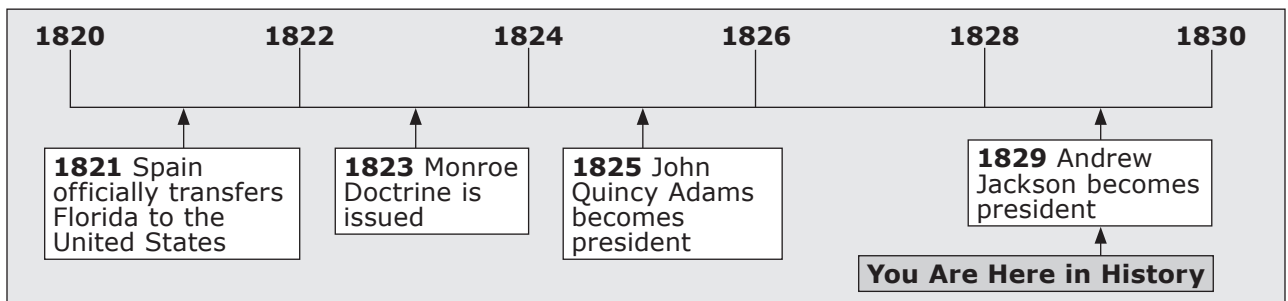 1820 1822 1824 1826 1828 1830
1821 Spain
officially transfers
Florida to the
United States
1823 Monroe
Doctrine is
issued
1825 John
Quincy Adams
becomes
president
1829 Andrew
Jackson becomes
president
You Are Here in History